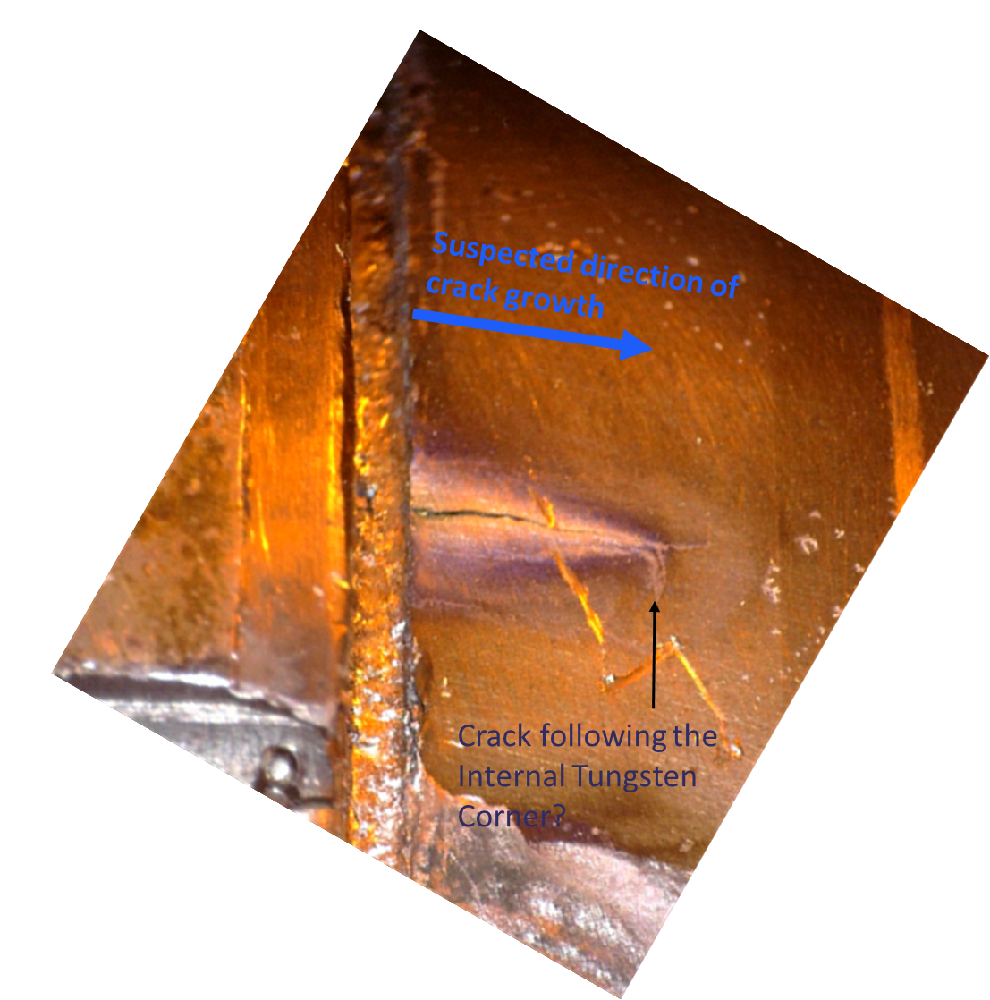 Suspected direction of
crack growth
Crack following the
Internal Tungsten
Corner?